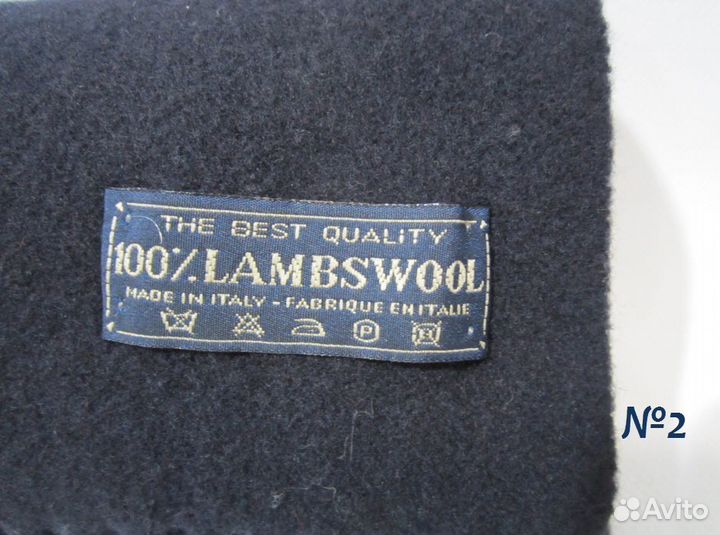 THE BEST QUALITY
100% LAMBSWOOL
MADE IN ITALY - FABRIQUE EN ITALIE
P
№2
Avito